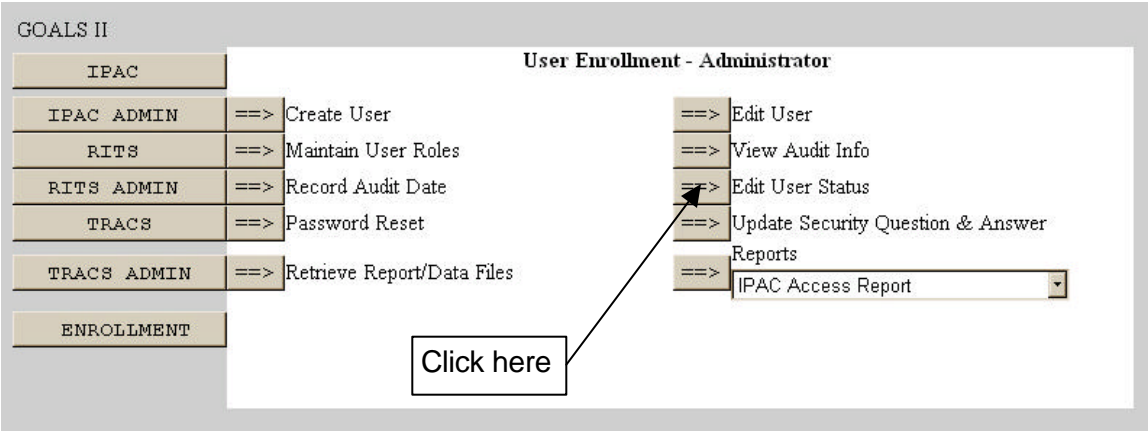 GOALS II
User Enrollment - Administrator
IPAC
IPAC ADMIN ==> Create User ==> Edit User
RITS ==> Maintain User Roles ==> View Audit Info
RITS ADMIN ==> Record Audit Date ==> Edit User Status
TRACS ==> Password Reset ==> Update Security Question & Answer
Reports
TRACS ADMIN ==> Retrieve Report/Data Files ==> IPAC Access Report
ENROLLMENT
Click here